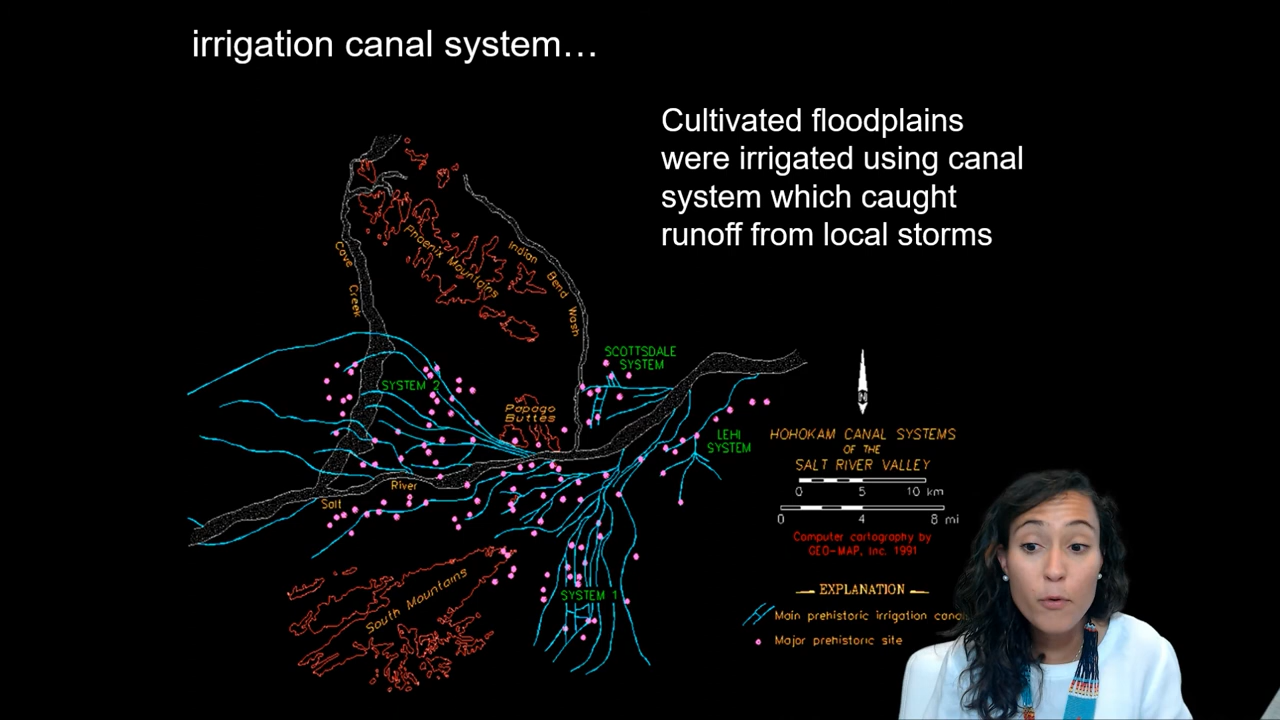 irrigation canal system…
Cultivated floodplains
were irrigated using canal
system which caught
runoff from local storms
Cave Creek
Phoenix Mountains
Indian Bend Wash
SCOTTSDALE
SYSTEM
SYSTEM 2
Papago
Buttes
LEHI
SYSTEM
River
Salt
South Mountains
SYSTEM 1
N
HOHOKAM CANAL SYSTEMS
OF THE
SALT RIVER VALLEY
0 5 10 km
0 4 8 mi
Computer cartography by
GEO-MAP, Inc. 1991
EXPLANATION
Main prehistoric irrigation
Major prehistoric site